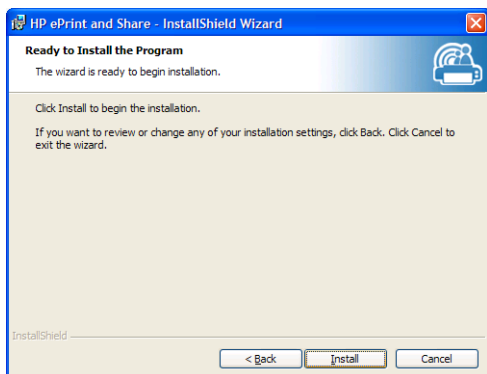 HP ePrint and Share - InstallShield Wizard
Ready to Install the Program
The wizard is ready to begin installation.
Click Install to begin the installation.
If you want to review or change any of your installation settings, click Back. Click Cancel to
exit the wizard.
InstallShield
< Back
Install
Cancel